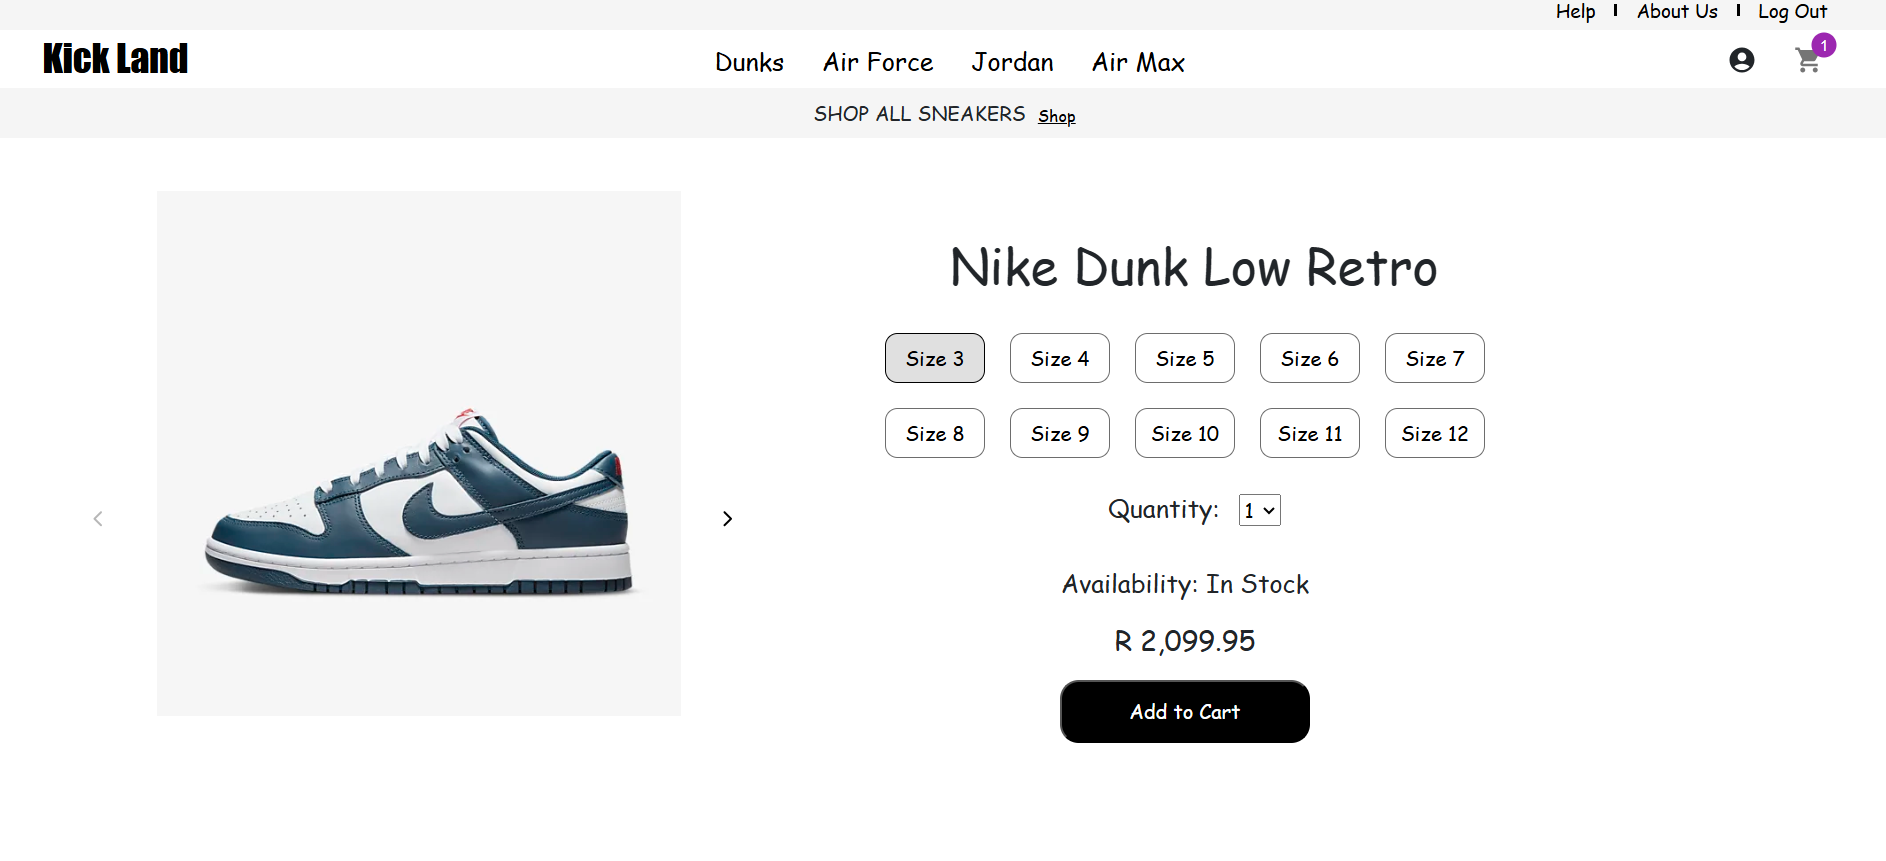 Help About Us Log Out
Kick Land Dunks Air Force Jordan Air Max 1
SHOP ALL SNEAKERS Shop
Nike Dunk Low Retro
Size 3 Size 4 Size 5 Size 6 Size 7
Size 8 Size 9 Size 10 Size 11 Size 12
Quantity: 1
Availability: In Stock
R 2,099.95
Add to Cart